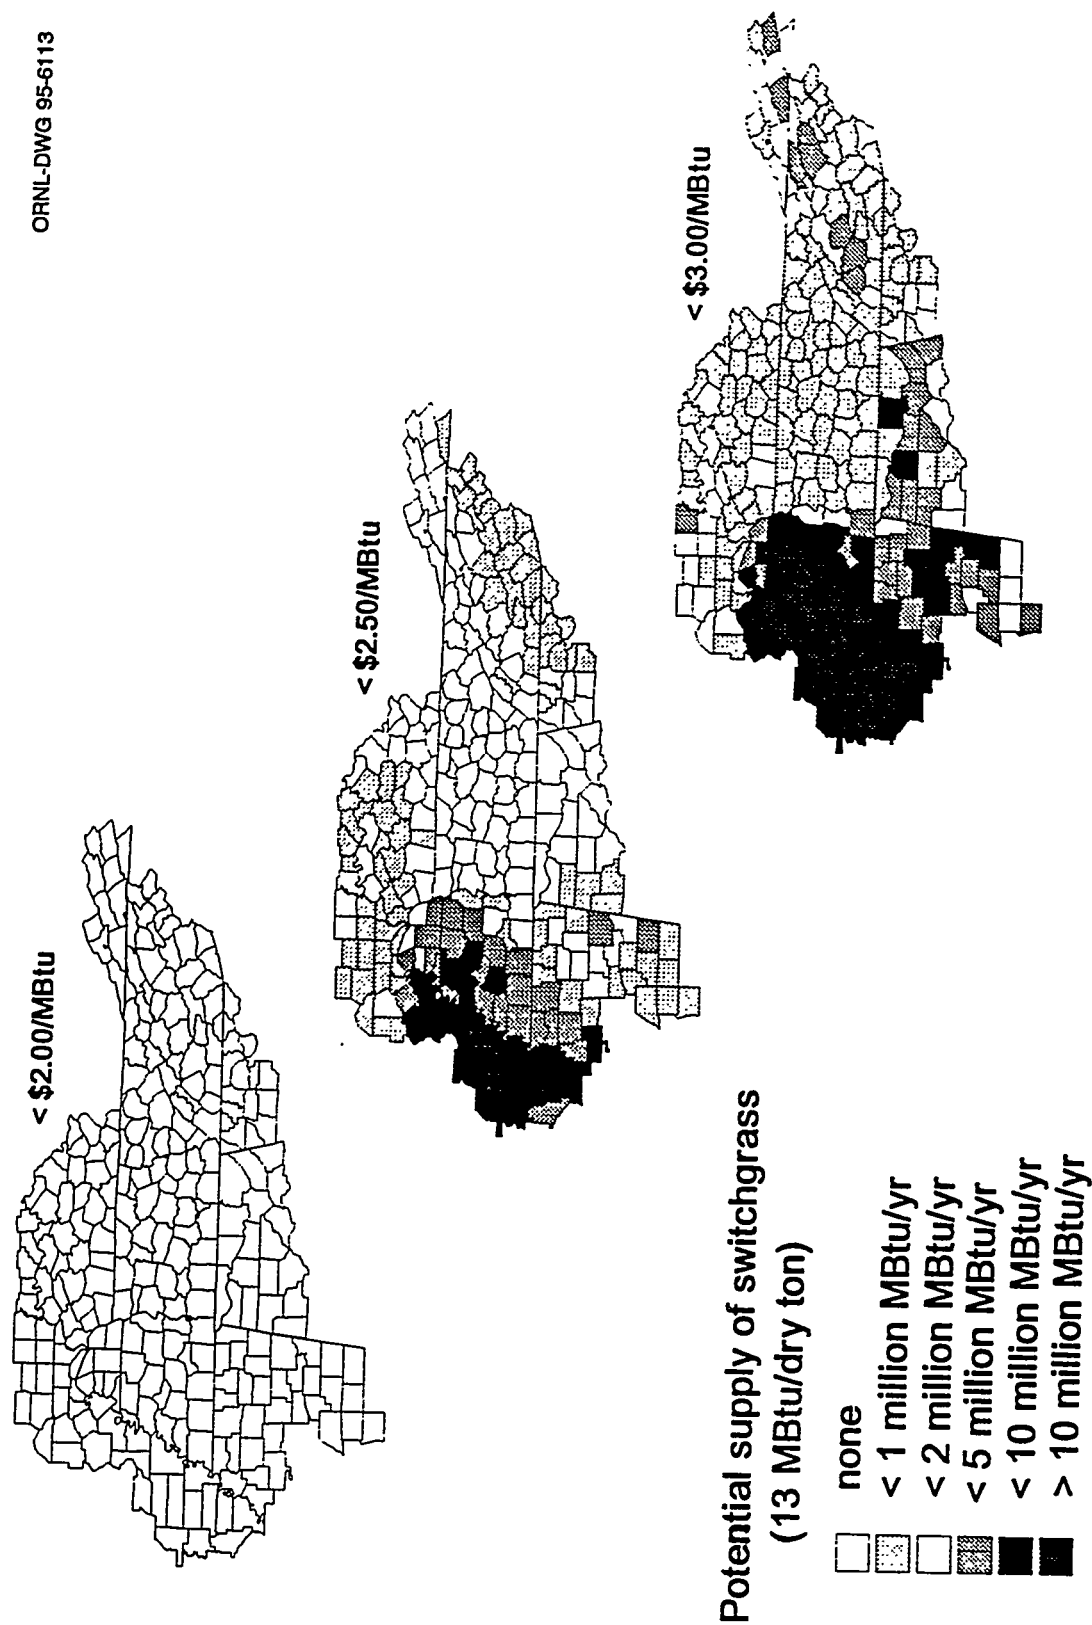 ORNL-DWG 95-6113
< $2.00/MBtu
< $2.50/MBtu
< $3.00/MBtu
Potential supply of switchgrass
(13 MBtu/dry ton)
none
< 1 million MBtu/yr
< 2 million MBtu/yr
< 5 million MBtu/yr
< 10 million MBtu/yr
> 10 million MBtu/yr